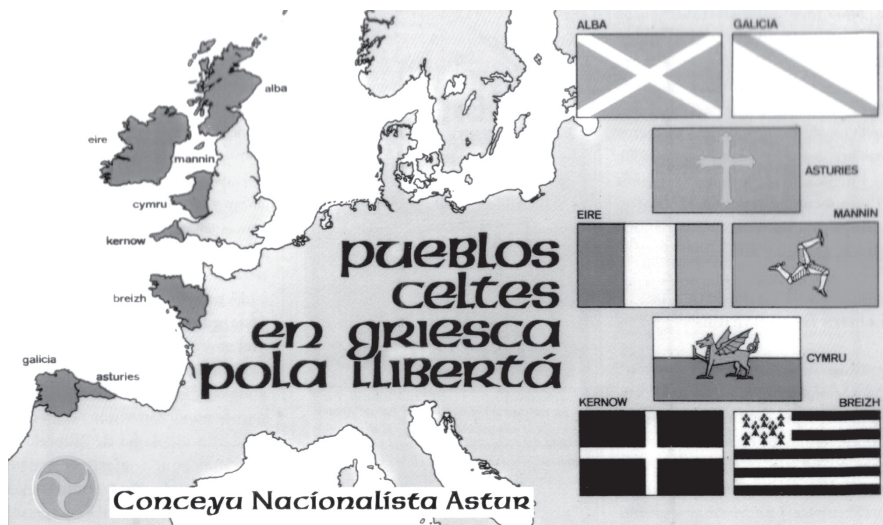 alba
eire
mannin
cymru
kernow
breizh
galicia
asturies
pueblos
celtes
en griesca
pola llibertá
Conceyu Nacionalista Astur
ALBA
GALICIA
ASTURIES
EIRE
MANNIN
CYMRU
KERNOW
BREIZH